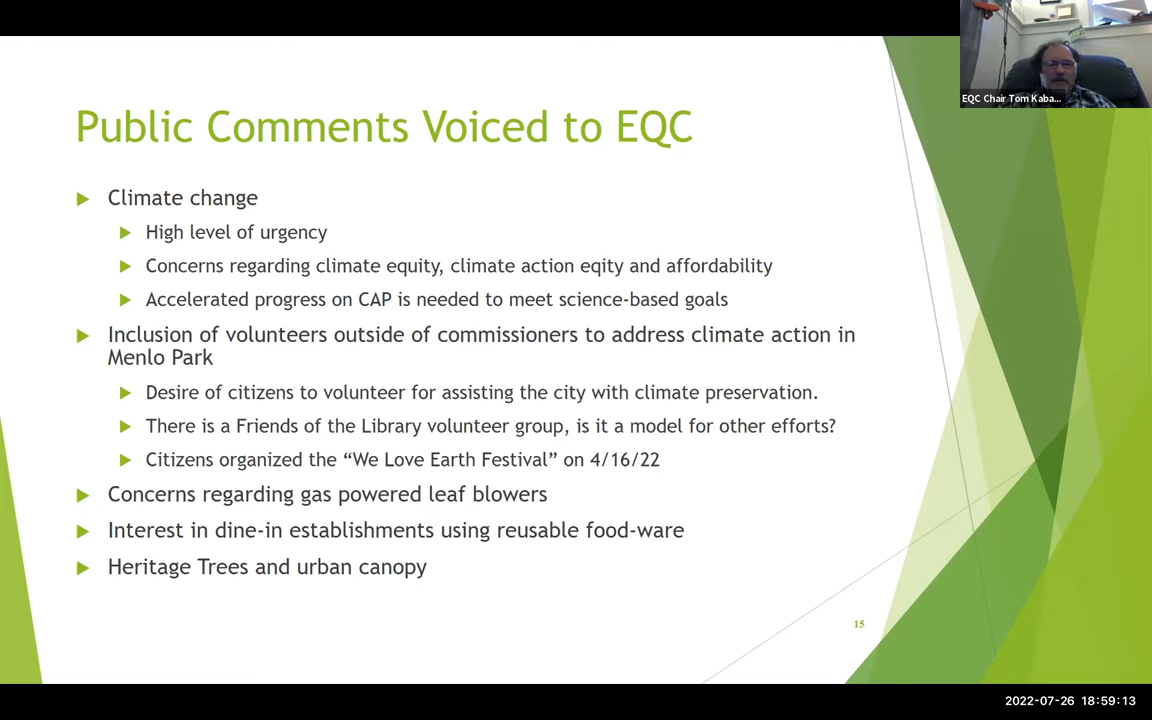 EQC Chair Tom Kaba...
Public Comments Voiced to EQC
Climate change
High level of urgency
Concerns regarding climate equity, climate action eqity and affordability
Accelerated progress on CAP is needed to meet science-based goals
Inclusion of volunteers outside of commissioners to address climate action in
Menlo Park
Desire of citizens to volunteer for assisting the city with climate preservation.
There is a Friends of the Library volunteer group, is it a model for other efforts?
Citizens organized the “We Love Earth Festival” on 4/16/22
Concerns regarding gas powered leaf blowers
Interest in dine-in establishments using reusable food-ware
Heritage Trees and urban canopy
15
2022-07-26 18:59:13